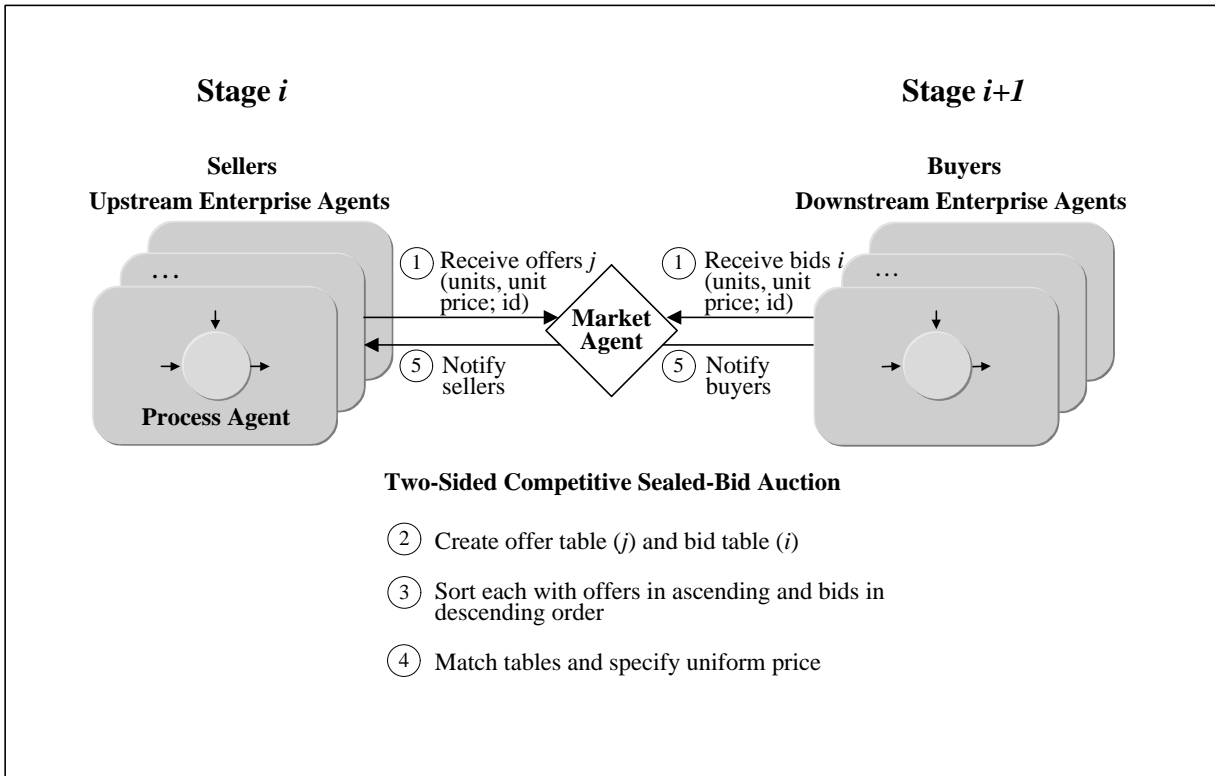 Stage i
Stage i+1
Sellers
Upstream Enterprise Agents
Buyers
Downstream Enterprise Agents
...
Process Agent
1 Receive offers j
(units, unit
price; id)
5 Notify
sellers
Market
Agent
1 Receive bids i
(units, unit
price; id)
5 Notify
buyers
...
Two-Sided Competitive Sealed-Bid Auction
2 Create offer table (j) and bid table (i)
3 Sort each with offers in ascending and bids in
descending order
4 Match tables and specify uniform price